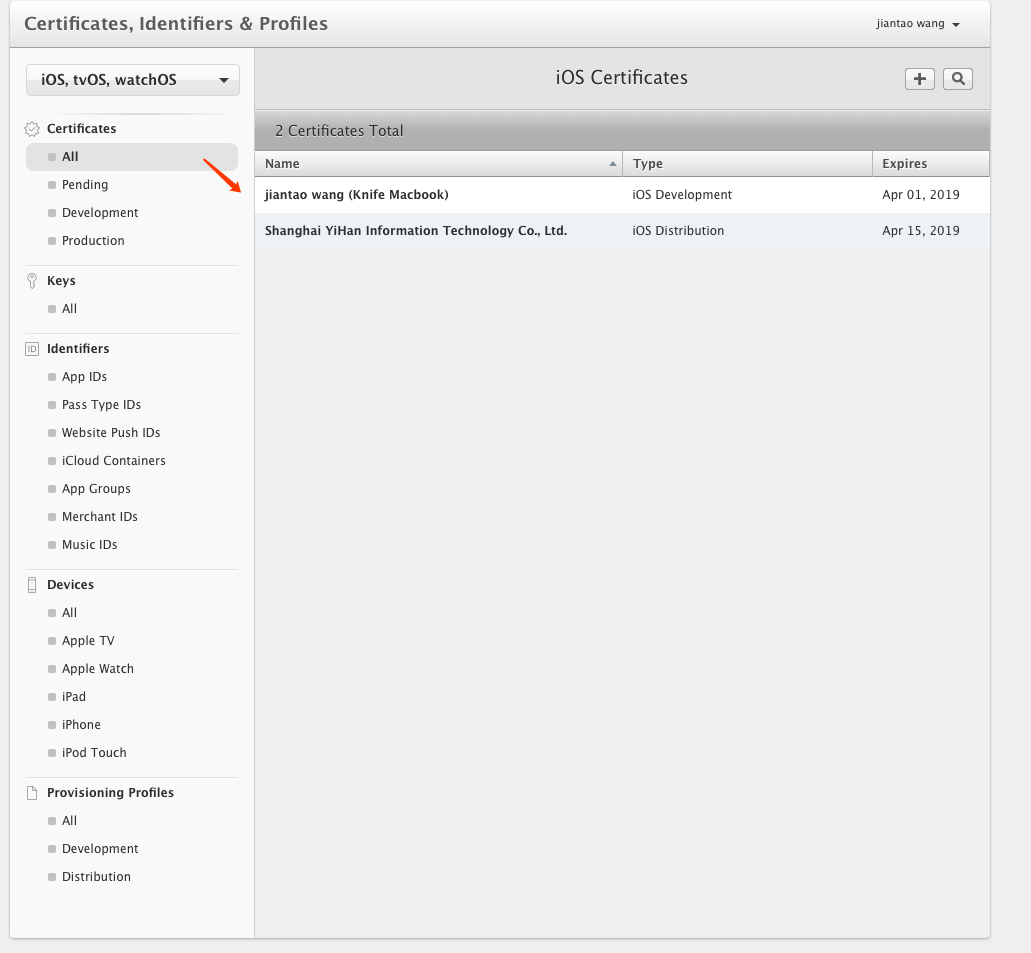 Certificates, Identifiers & Profiles
jiantao wang
iOS, tvOS, watchOS
Certificates
All
Pending
Development
Production
Keys
All
ID
Identifiers
App IDs
Pass Type IDs
Website Push IDs
iCloud Containers
App Groups
Merchant IDs
Music IDs
Devices
All
Apple TV
Apple Watch
iPad
iPhone
iPod Touch
Provisioning Profiles
All
Development
Distribution
iOS Certificates
2 Certificates Total
Name Type Expires
jiantao wang (Knife Macbook) iOS Development Apr 01, 2019
Shanghai YiHan Information Technology Co., Ltd. iOS Distribution Apr 15, 2019